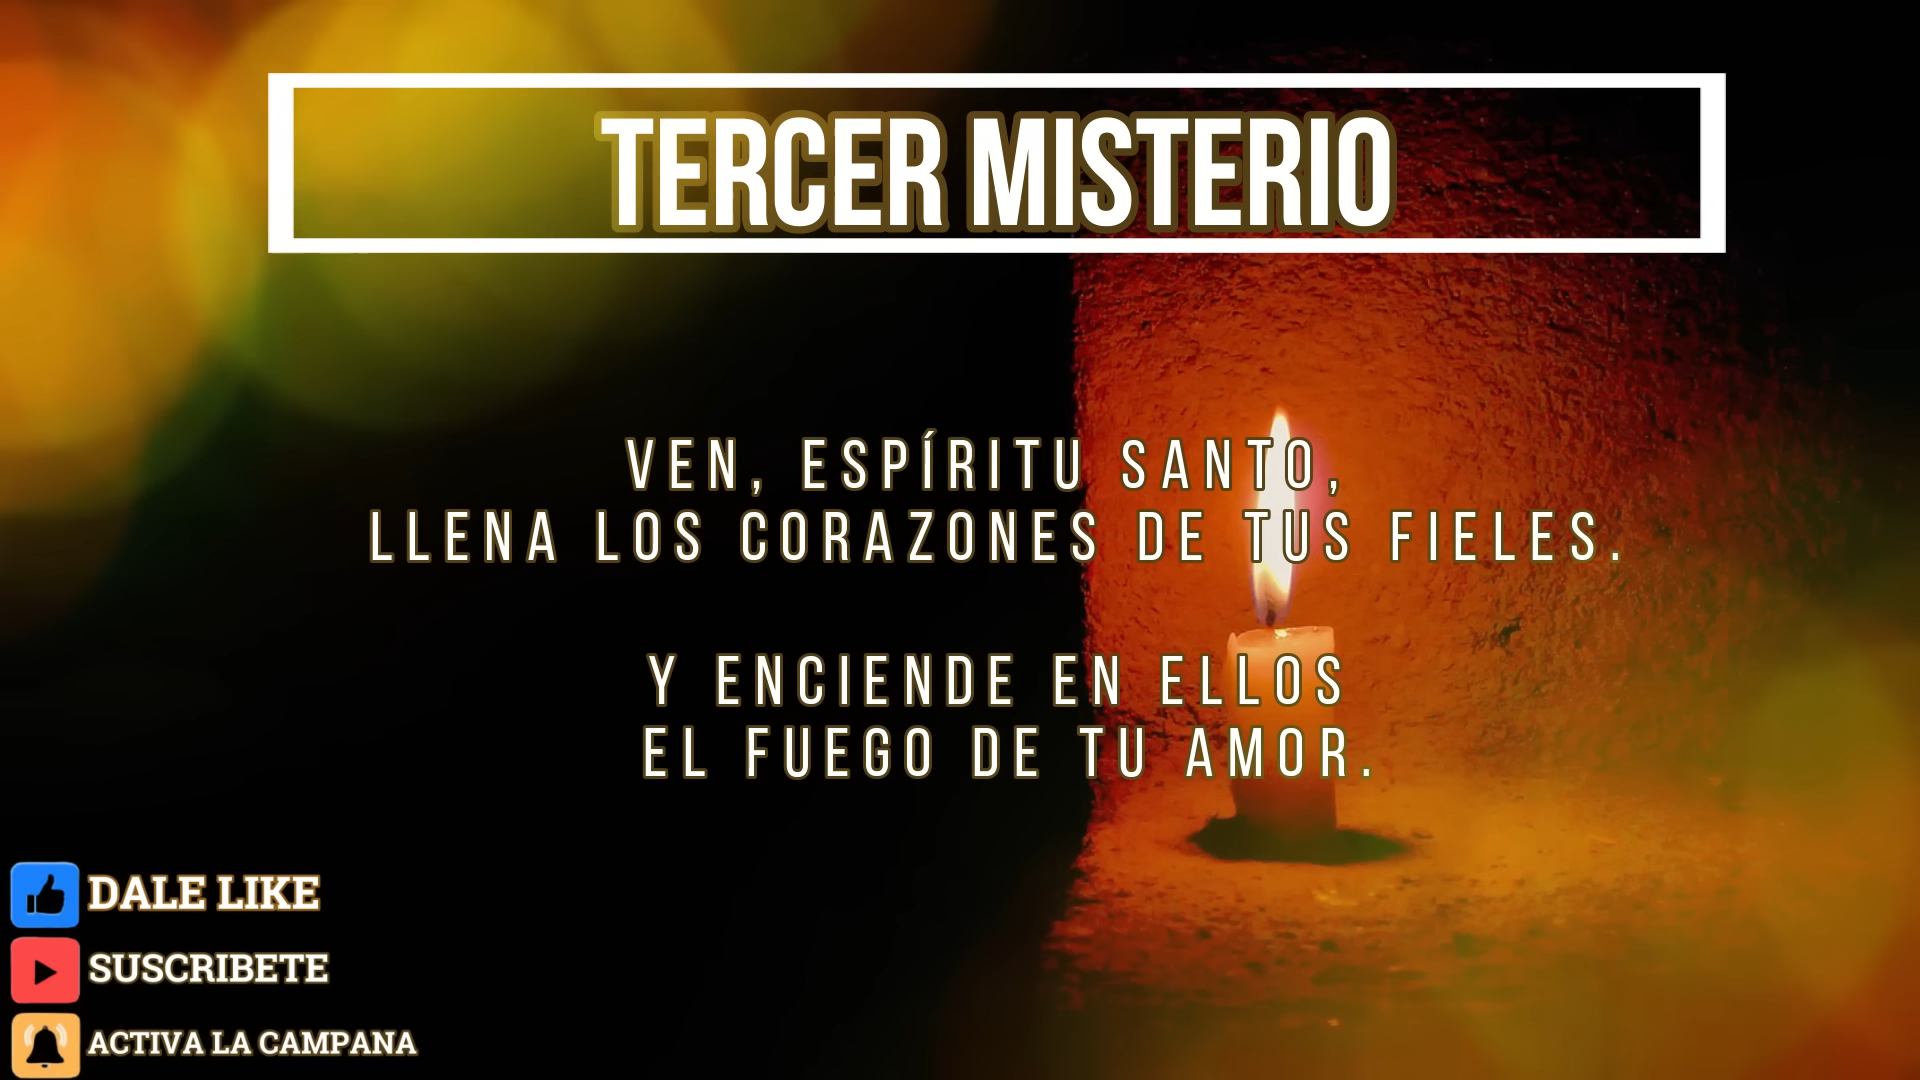 TERCER MISTERIO
VEN, ESPÍRITU SANTO,
LLENA LOS CORAZONES DE TUS FIELES.
Y ENCIENDE EN ELLOS
EL FUEGO DE TU AMOR.
DALE LIKE
SUSCRIBETE
ACTIVA LA CAMPANA